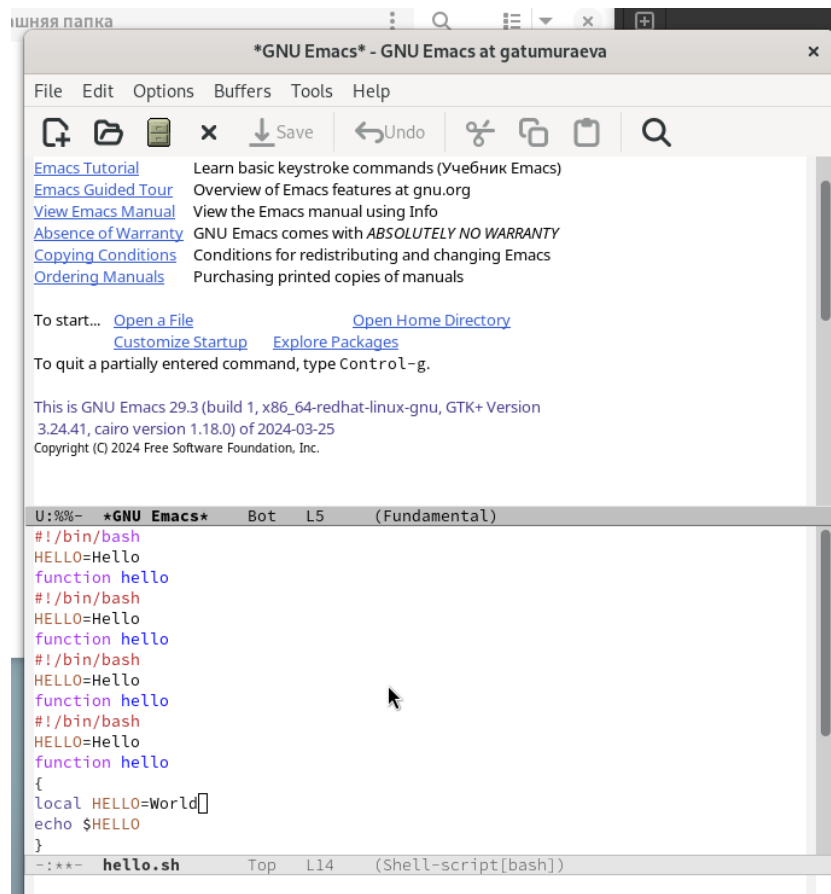 шняя папка
*GNU Emacs* - GNU Emacs at gatumuraeva
File Edit Options Buffers Tools Help
Save Undo
Emacs Tutorial Learn basic keystroke commands (Учебник Emacs)
Emacs Guided Tour Overview of Emacs features at gnu.org
View Emacs Manual View the Emacs manual using Info
Absence of Warranty GNU Emacs comes with ABSOLUTELY NO WARRANTY
Copying Conditions Conditions for redistributing and changing Emacs
Ordering Manuals Purchasing printed copies of manuals
To start... Open a File Open Home Directory
Customize Startup Explore Packages
To quit a partially entered command, type Control-g.
This is GNU Emacs 29.3 (build 1, x86_64-redhat-linux-gnu, GTK+ Version
3.24.41, cairo version 1.18.0) of 2024-03-25
Copyright (C) 2024 Free Software Foundation, Inc.
U:%%- *GNU Emacs* Bot L5 (Fundamental)
#!/bin/bash
HELLO=Hello
function hello
#!/bin/bash
HELLO=Hello
function hello
#!/bin/bash
HELLO=Hello
function hello
#!/bin/bash
HELLO=Hello
function hello
{
local HELLO=World
echo $HELLO
}
-:**- hello.sh Top L14 (Shell-script[bash])